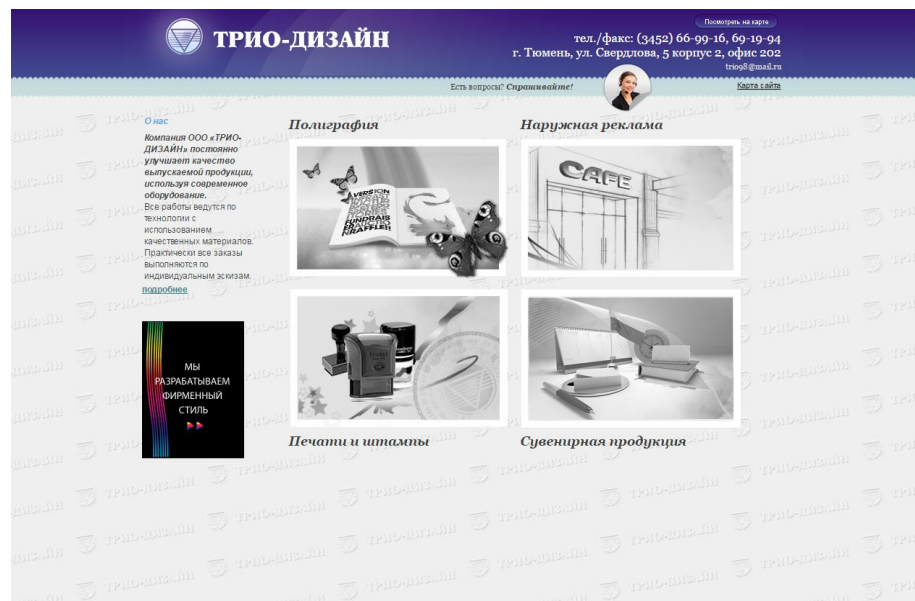 Посмотреть на карте
ТРИО-ДИЗАЙН
тел./факс: (3452) 66-99-16, 69-19-94
г. Тюмень, ул. Свердлова, 5 корпус 2, офис 202
trio98@mail.ru
Есть вопросы? Спрашивайте!
Карта сайта
О нас
Компания ООО «ТРИО-
ДИЗАЙН» постоянно
улучшает качество
выпускаемой продукции,
используя современное
оборудование.
Все работы ведутся по
технологии с
использованием
качественных материалов.
Практически все заказы
выполняются по
индивидуальным эскизам.
подробнее
МЫ
РАЗРАБАТЫВАЕМ
ФИРМЕННЫЙ
СТИЛЬ
Полиграфия
Наружная реклама
CAFE
Печати и штампы
Сувенирная продукция